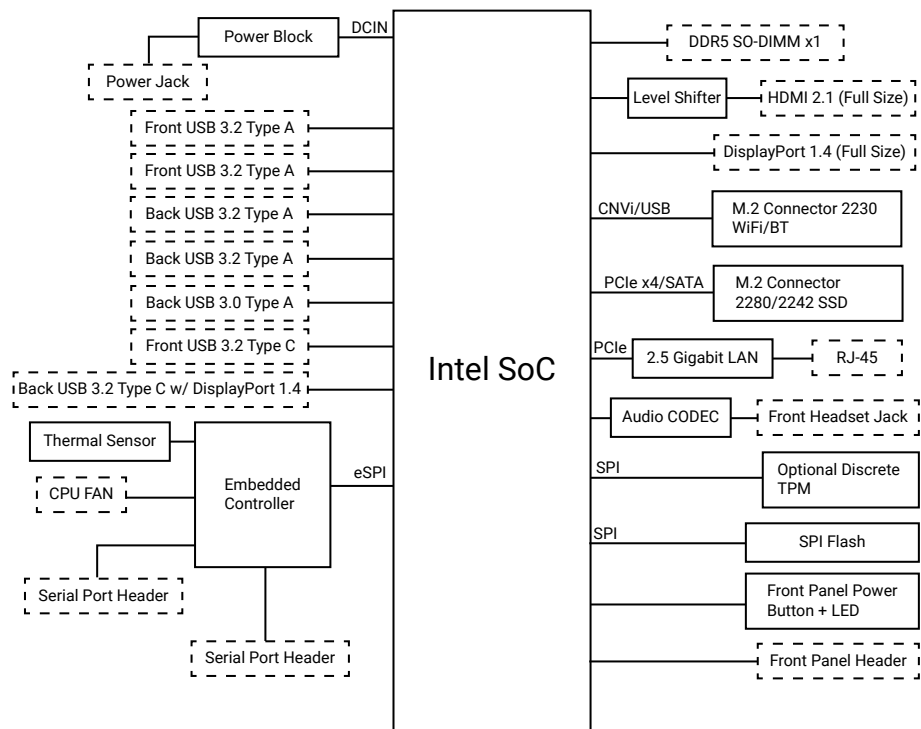 Power Block
DCIN
Power Jack
Front USB 3.2 Type A
Front USB 3.2 Type A
Back USB 3.2 Type A
Back USB 3.2 Type A
Back USB 3.0 Type A
Front USB 3.2 Type C
Back USB 3.2 Type C w/ DisplayPort 1.4
Thermal Sensor
CPU FAN
Embedded
Controller
eSPI
Serial Port Header
Serial Port Header
Intel SoC
DDR5 SO-DIMM x1
Level Shifter
HDMI 2.1 (Full Size)
DisplayPort 1.4 (Full Size)
CNVi/USB
M.2 Connector 2230
WiFi/BT
PCIe x4/SATA
M.2 Connector
2280/2242 SSD
PCIe
2.5 Gigabit LAN
RJ-45
Audio CODEC
Front Headset Jack
SPI
Optional Discrete
TPM
SPI
SPI Flash
Front Panel Power
Button + LED
Front Panel Header